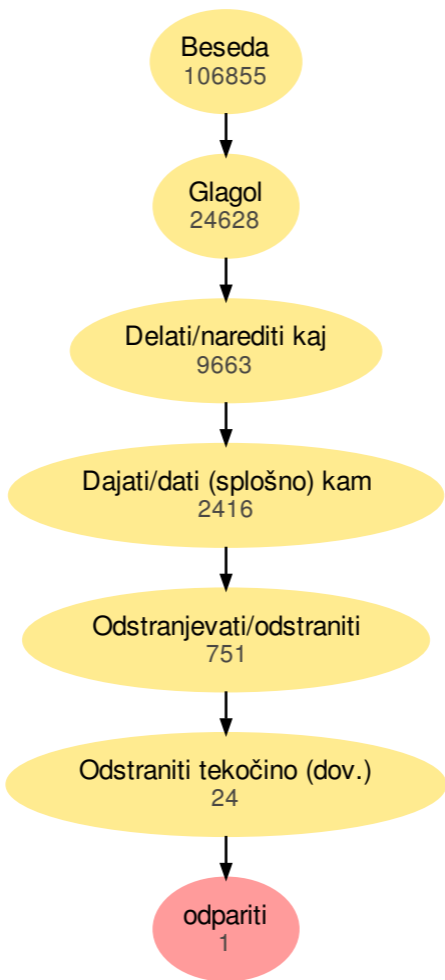 Beseda
106855
Glagol
24628
Delati/narediti kaj
9663
Dajati/dati (splošno) kam
2416
Odstranjevati/odstraniti
751
Odstraniti tekočino (dov.)
24
odpariti
1